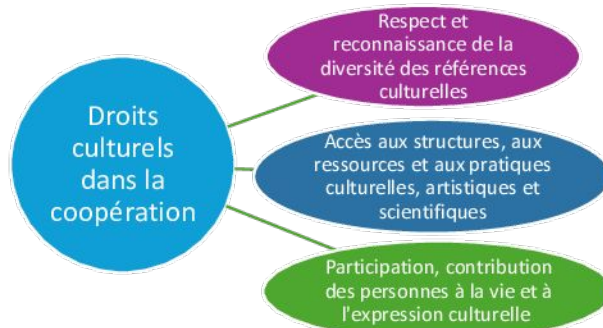 Droits
culturels
dans la
coopération
Respect et
reconnaissance de la
diversité des références
culturelles
Accès aux structures, aux
ressources et aux pratiques
culturelles, artistiques et
scientifiques
Participation, contribution
des personnes à la vie et à
l'expression culturelle